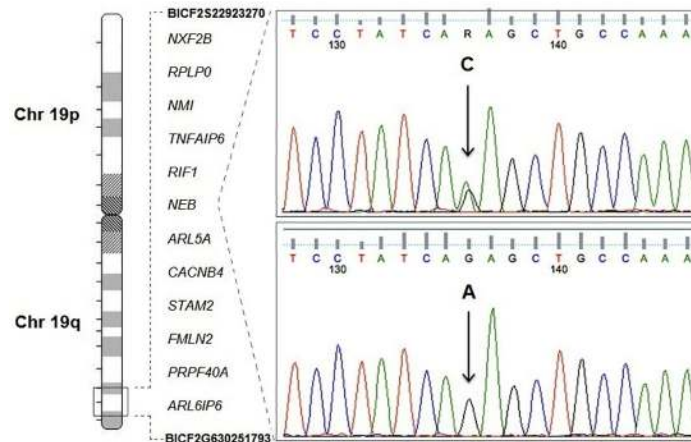 Chr 19p
Chr 19q
BICF2S22923270
NXF2B
RPLP0
NMI
TNFAIP6
RIF1
NEB
ARL5A
CACNB4
STAM2
FMLN2
PRPF40A
ARL6IP6
BICF2G630251793
T C C T A T C A R A G C T G C C A A A
130 140
C
T C C T A T C A G A G C T G C C A A A
130 140
A